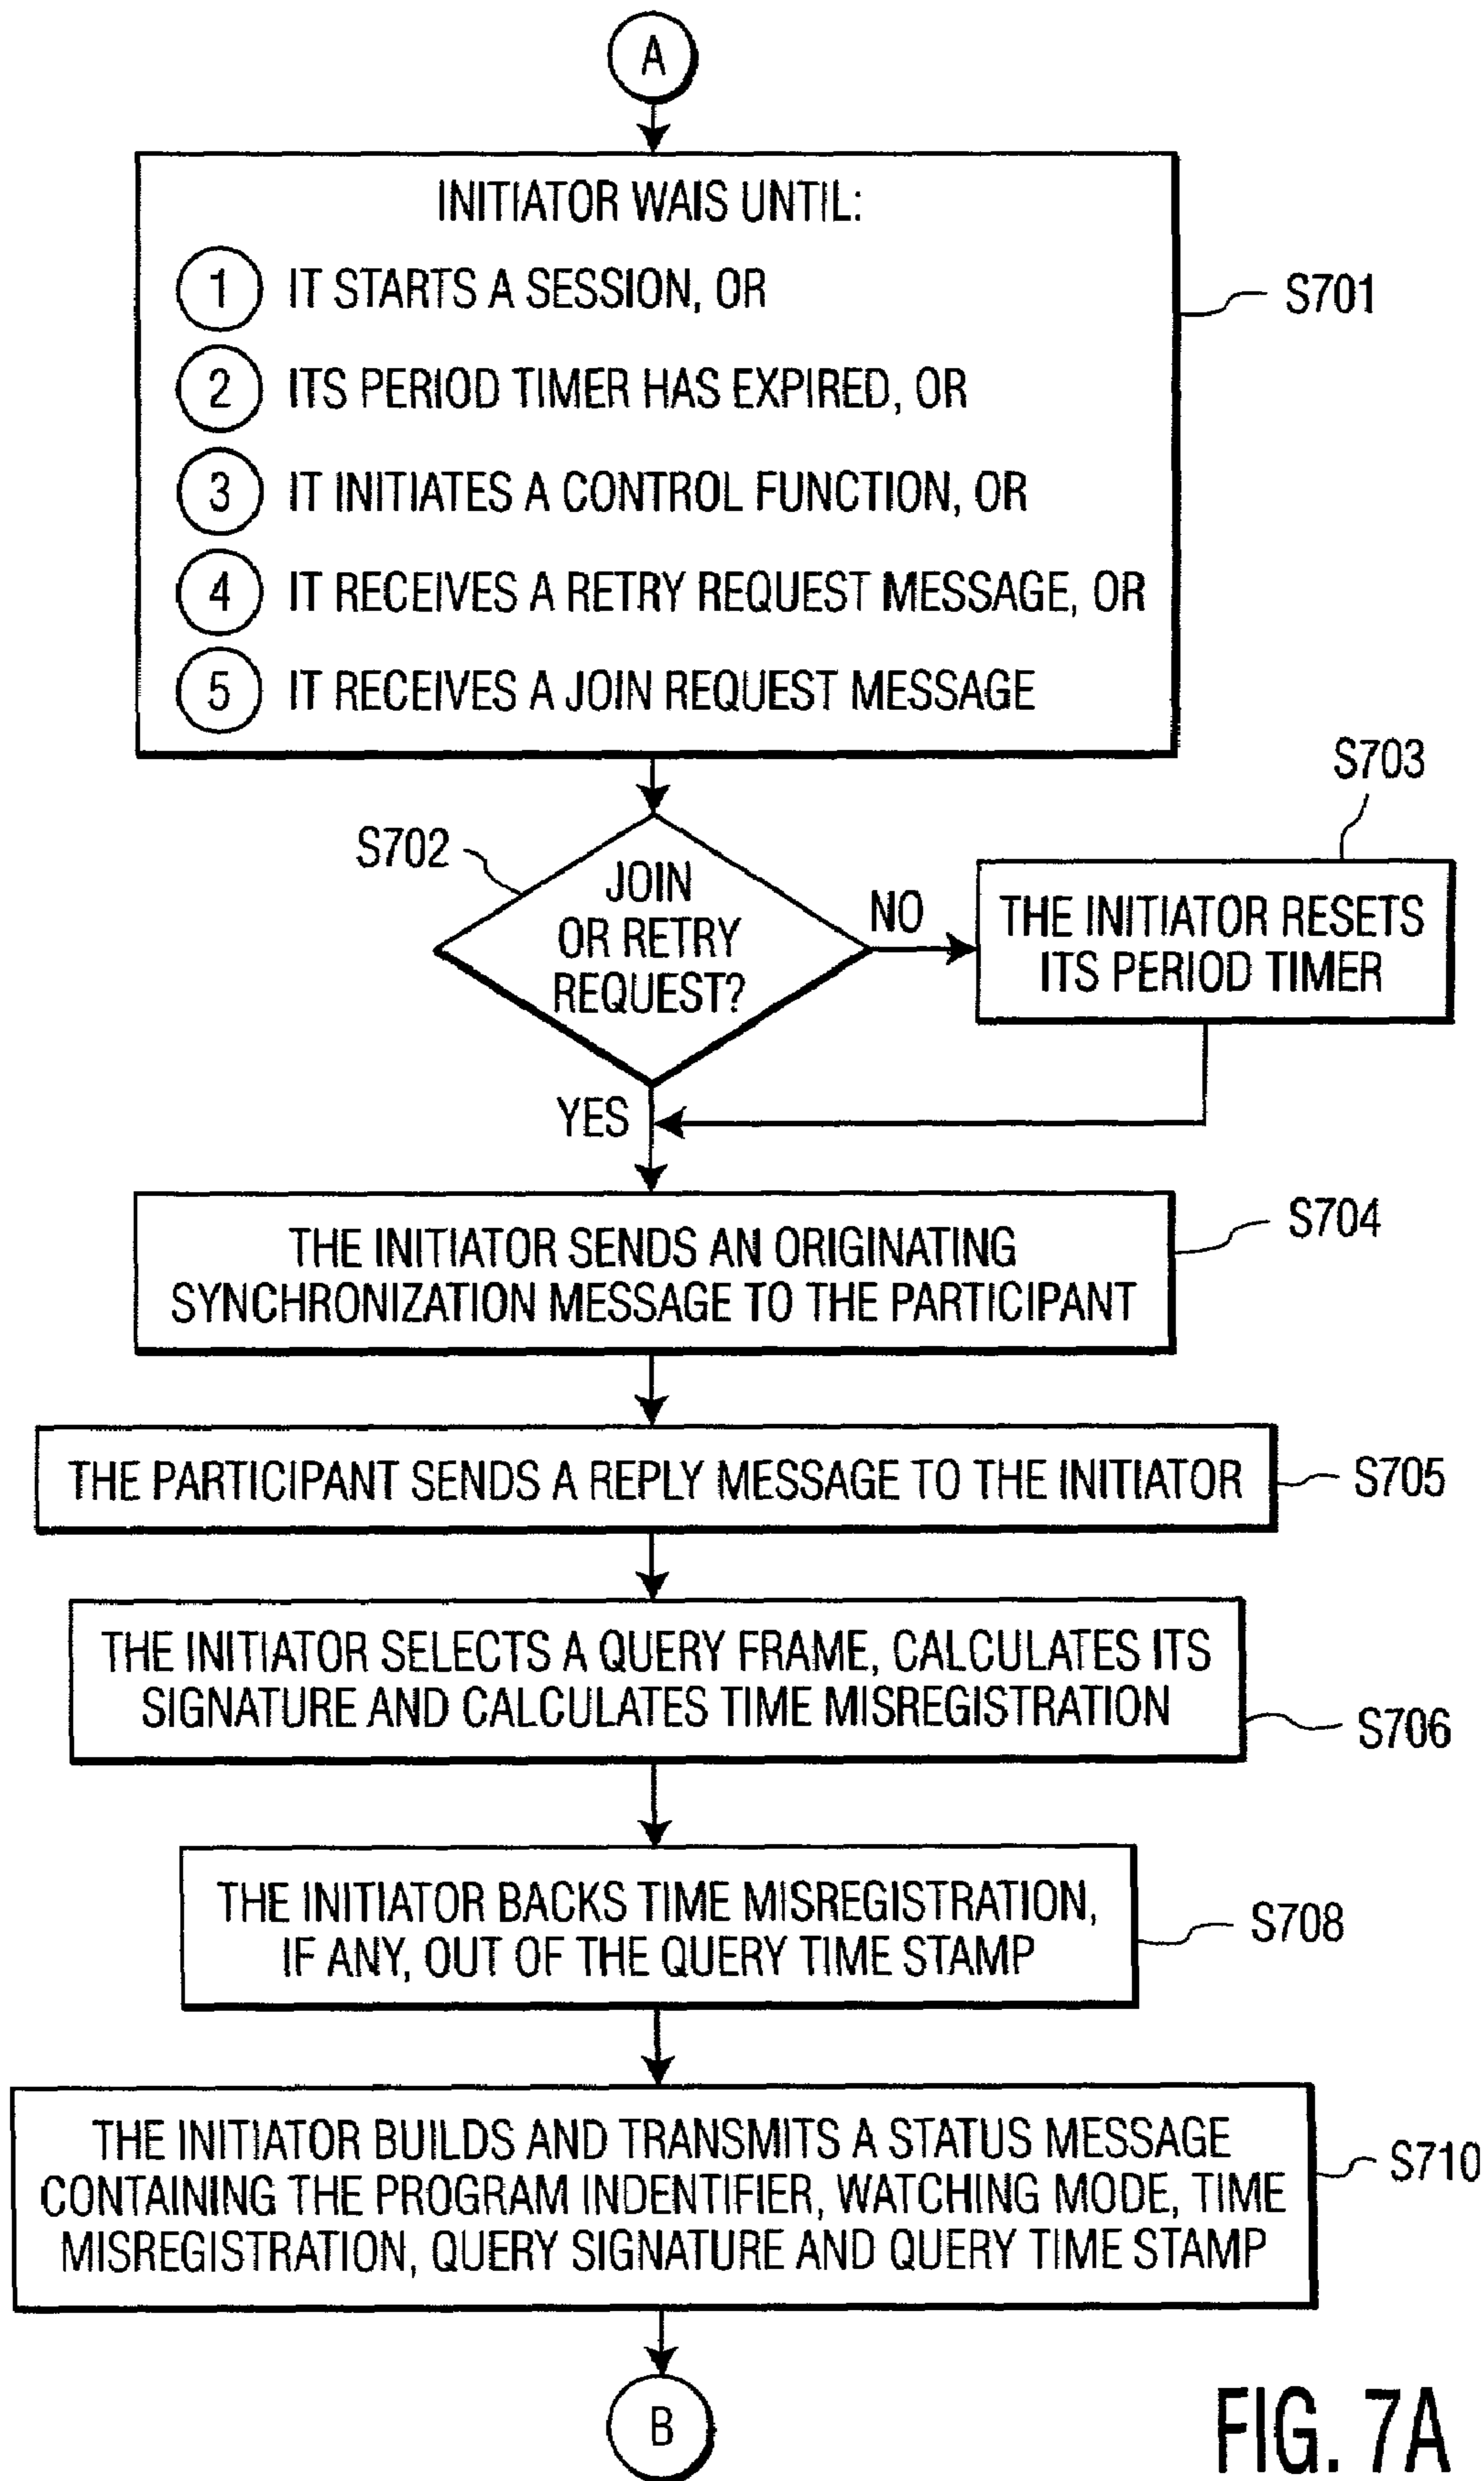 A
INITIATOR WAIS UNTIL:
1 IT STARTS A SESSION, OR
2 ITS PERIOD TIMER HAS EXPIRED, OR
3 IT INITIATES A CONTROL FUNCTION, OR
4 IT RECEIVES A RETRY REQUEST MESSAGE, OR
5 IT RECEIVES A JOIN REQUEST MESSAGE
S701
S702
JOIN
OR RETRY
REQUEST?
NO
YES
S703
THE INITIATOR RESETS
ITS PERIOD TIMER
THE INITIATOR SENDS AN ORIGINATING
SYNCHRONIZATION MESSAGE TO THE PARTICIPANT
S704
THE PARTICIPANT SENDS A REPLY MESSAGE TO THE INITIATOR
S705
THE INITIATOR SELECTS A QUERY FRAME, CALCULATES ITS
SIGNATURE AND CALCULATES TIME MISREGISTRATION
S706
THE INITIATOR BACKS TIME MISREGISTRATION,
IF ANY, OUT OF THE QUERY TIME STAMP
S708
THE INITIATOR BUILDS AND TRANSMITS A STATUS MESSAGE
CONTAINING THE PROGRAM INDENTIFIER, WATCHING MODE, TIME
MISREGISTRATION, QUERY SIGNATURE AND QUERY TIME STAMP
S710
B
FIG. 7A